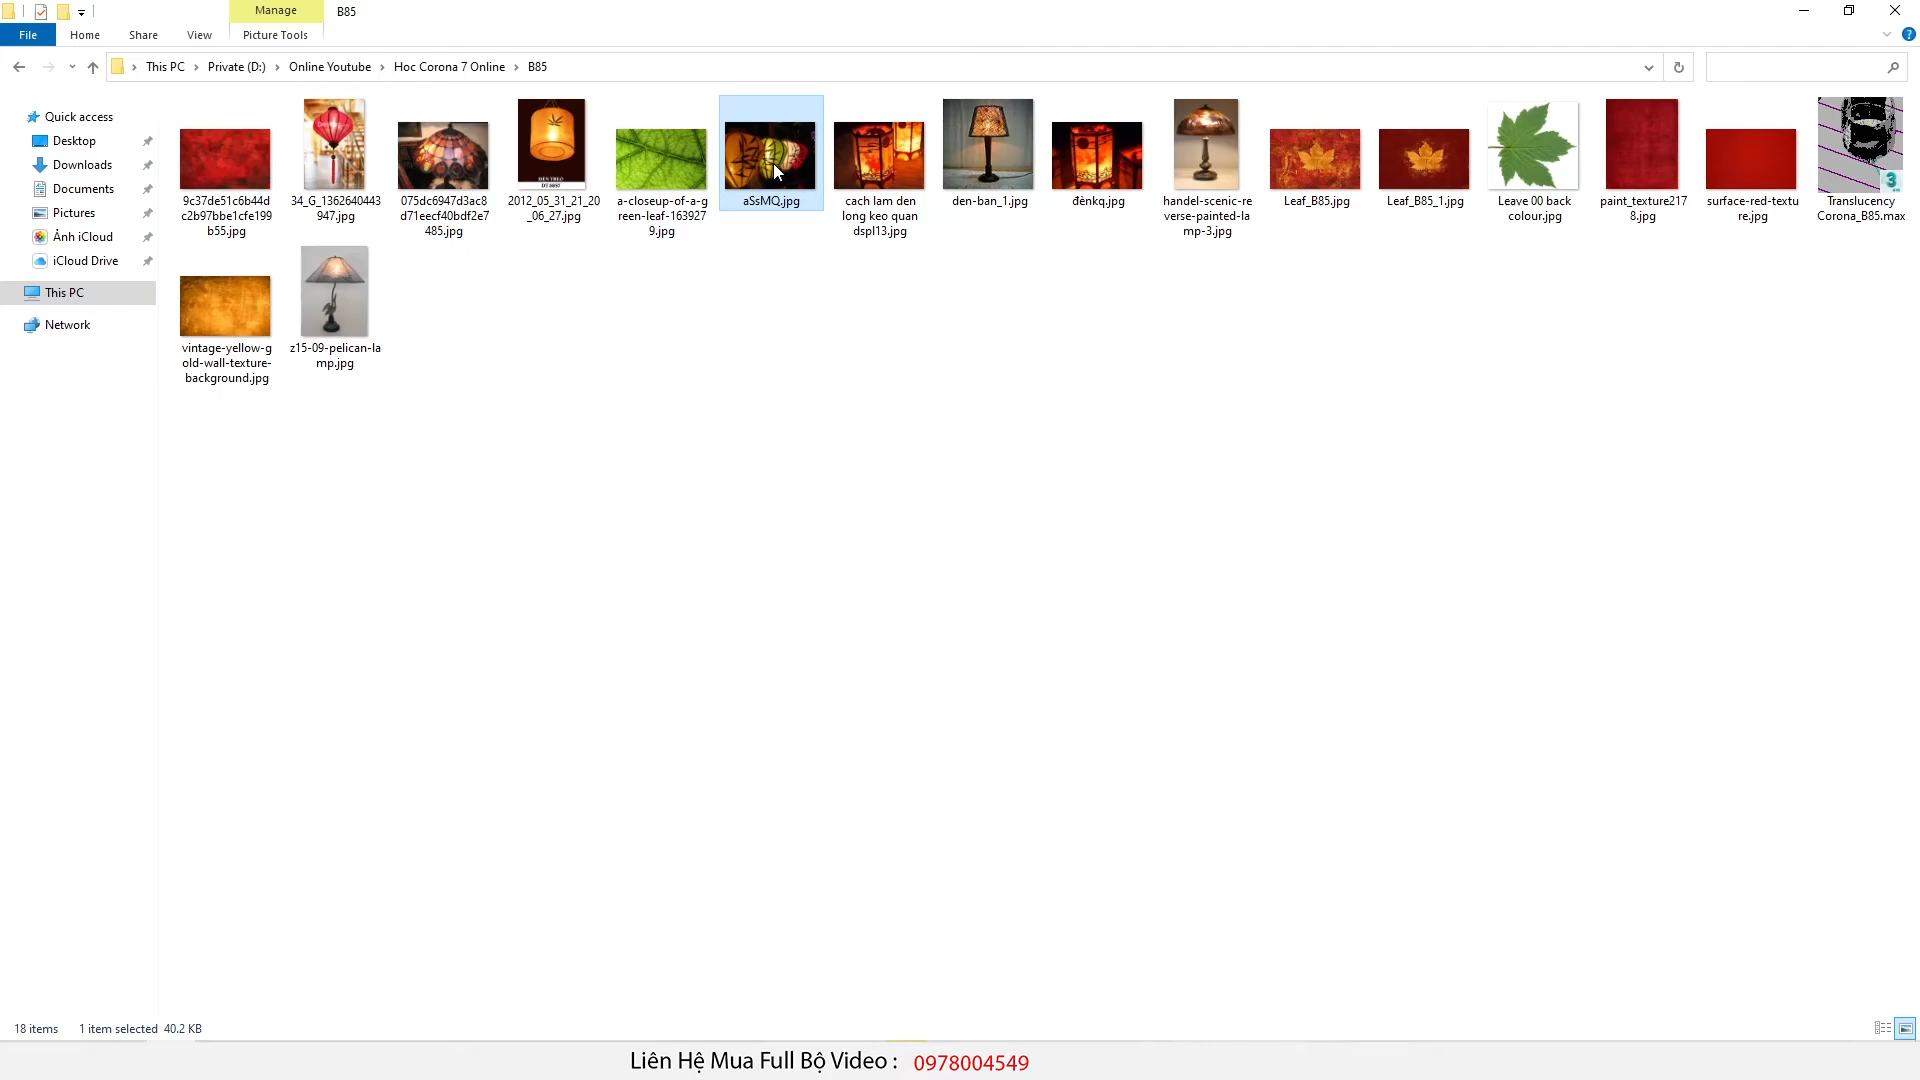 Manage
B85
File
Home
Share
View
Picture Tools
This PC
Private (D:)
Online Youtube
Hoc Corona 7 Online
B85
Quick access
Desktop
Downloads
Documents
Pictures
Ảnh iCloud
iCloud Drive
This PC
Network
9c37de51c6b44d
c2b97bbe1cfe199
b55.jpg
34_G_1362640443
947.jpg
075dc6947d3ac8
d71eecf40bdf2e7
485.jpg
ĐÈN TREO
DT 0057
2012_05_31_21_20
_06_27.jpg
a-closeup-of-a-g
reen-leaf-163927
9.jpg
aSsMQ.jpg
cach lam den
long keo quan
dspl13.jpg
den-ban_1.jpg
đènkq.jpg
handel-scenic-re
verse-painted-la
mp-3.jpg
Leaf_B85.jpg
Leaf_B85_1.jpg
Leave 00 back
colour.jpg
paint_texture217
8.jpg
surface-red-textu
re.jpg
3
Translucency
Corona_B85.max
vintage-yellow-g
old-wall-texture-
background.jpg
z15-09-pelican-la
mp.jpg
18 items
1 item selected 40.2 KB
Liên Hệ Mua Full Bộ Video : 0978004549